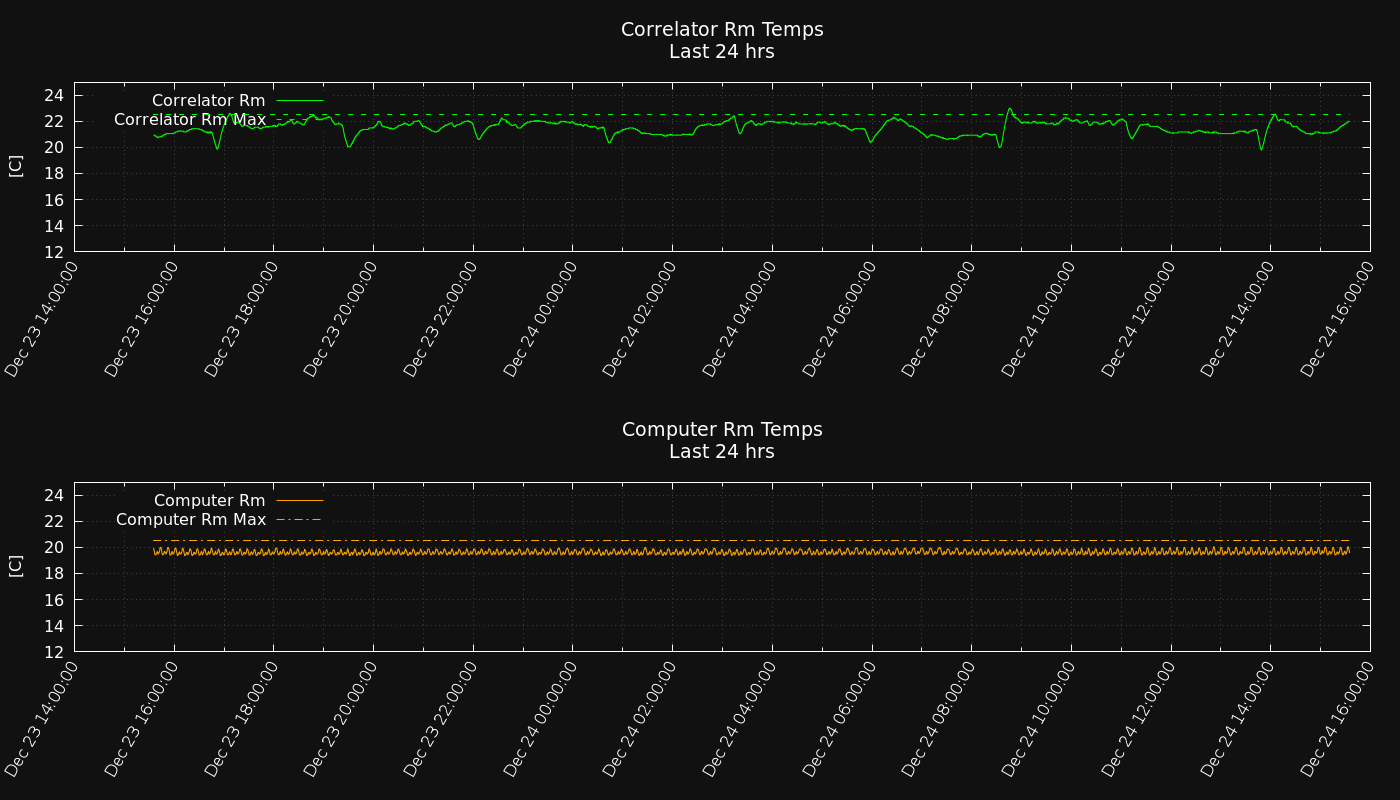 Correlator Rm Temps
Last 24 hrs
Correlator Rm
Correlator Rm Max
[C]
24
22
20
18
16
14
12
Dec 23 14:00:00
Dec 23 16:00:00
Dec 23 18:00:00
Dec 23 20:00:00
Dec 23 22:00:00
Dec 24 00:00:00
Dec 24 02:00:00
Dec 24 04:00:00
Dec 24 06:00:00
Dec 24 08:00:00
Dec 24 10:00:00
Dec 24 12:00:00
Dec 24 14:00:00
Dec 24 16:00:00
Computer Rm Temps
Last 24 hrs
Computer Rm
Computer Rm Max
[C]
24
22
20
18
16
14
12
Dec 23 14:00:00
Dec 23 16:00:00
Dec 23 18:00:00
Dec 23 20:00:00
Dec 23 22:00:00
Dec 24 00:00:00
Dec 24 02:00:00
Dec 24 04:00:00
Dec 24 06:00:00
Dec 24 08:00:00
Dec 24 10:00:00
Dec 24 12:00:00
Dec 24 14:00:00
Dec 24 16:00:00